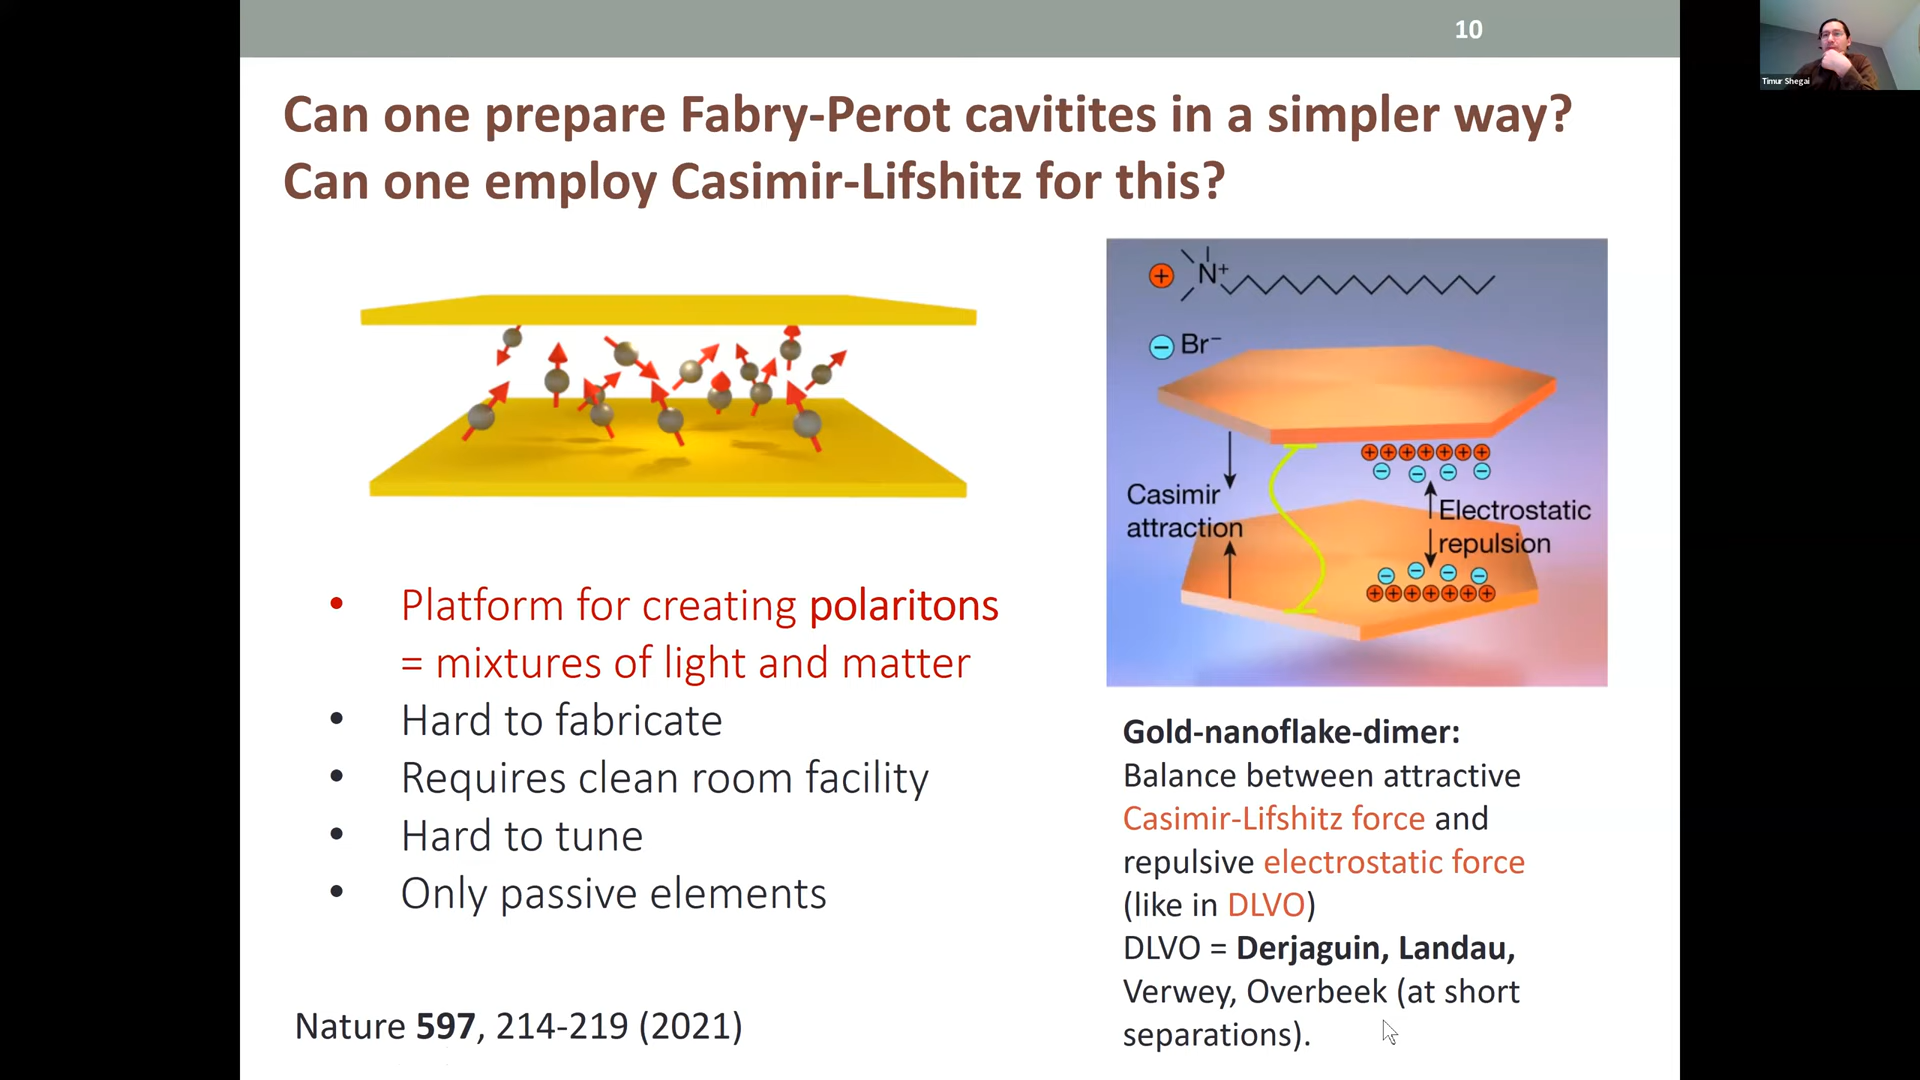 10
Timur Shegai
Can one prepare Fabry-Perot cavitites in a simpler way?
Can one employ Casimir-Lifshitz for this?
+ N+
− Br−
Casimir
attraction
Electrostatic
repulsion
• Platform for creating polaritons
= mixtures of light and matter
• Hard to fabricate
• Requires clean room facility
• Hard to tune
• Only passive elements
Nature 597, 214-219 (2021)
Gold-nanoflake-dimer:
Balance between attractive
Casimir-Lifshitz force and
repulsive electrostatic force
(like in DLVO)
DLVO = Derjaguin, Landau,
Verwey, Overbeek (at short
separations).